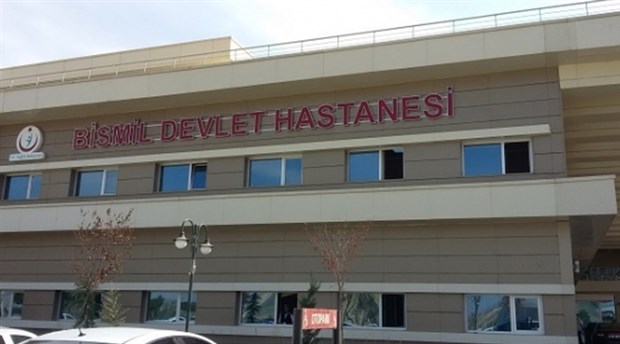 BİSMİL DEVLET HASTANESİ
OTOPARK